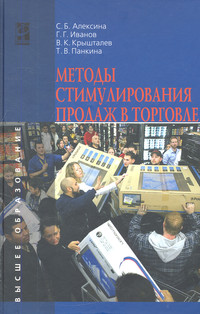 С. Б. Алексина
Г. Г. Иванов
В. К. Крышталев
Т. В. Панкина
МЕТОДЫ
СТИМУЛИРОВАНИЯ
ПРОДАЖ В ТОРГОВЛЕ
ВЫСШЕЕ ОБРАЗОВАНИЕ